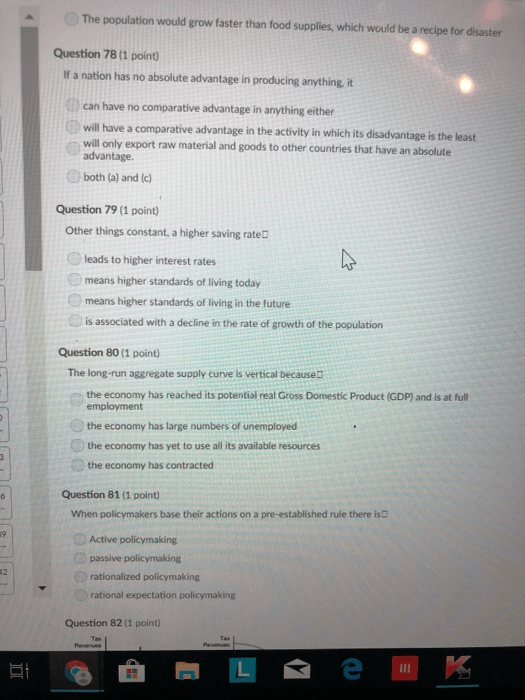 The population would grow faster than food supplies, which would be a recipe for disaster
Question 78 (1 point)
If a nation has no absolute advantage in producing anything, it
can have no comparative advantage in anything either
will have a comparative advantage in the activity in which its disadvantage is the least
will only export raw material and goods to other countries that have an absolute
advantage.
both (a) and (c)
Question 79 (1 point)
Other things constant, a higher saving rate
leads to higher interest rates
means higher standards of living today
means higher standards of living in the future
is associated with a decline in the rate of growth of the population
Question 80 (1 point)
The long-run aggregate supply curve is vertical because
the economy has reached its potential real Gross Domestic Product (GDP) and is at full
employment
the economy has large numbers of unemployed
the economy has yet to use all its available resources
the economy has contracted
Question 81 (1 point)
When policymakers base their actions on a pre-established rule there is
Active policymaking
passive policymaking
rationalized policymaking
rational expectation policymaking
Question 82 (1 point)
Tax
Revenues
Tax
Revenues
L